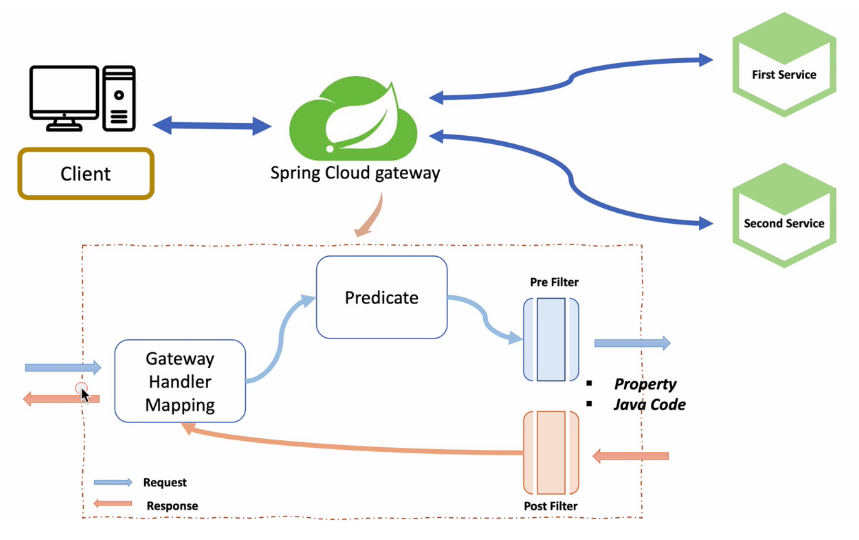 First Service
Client
Spring Cloud gateway
Second Service
Pre Filter
Predicate
Gateway
Handler
Mapping
Property
Java Code
Request
Response
Post Filter